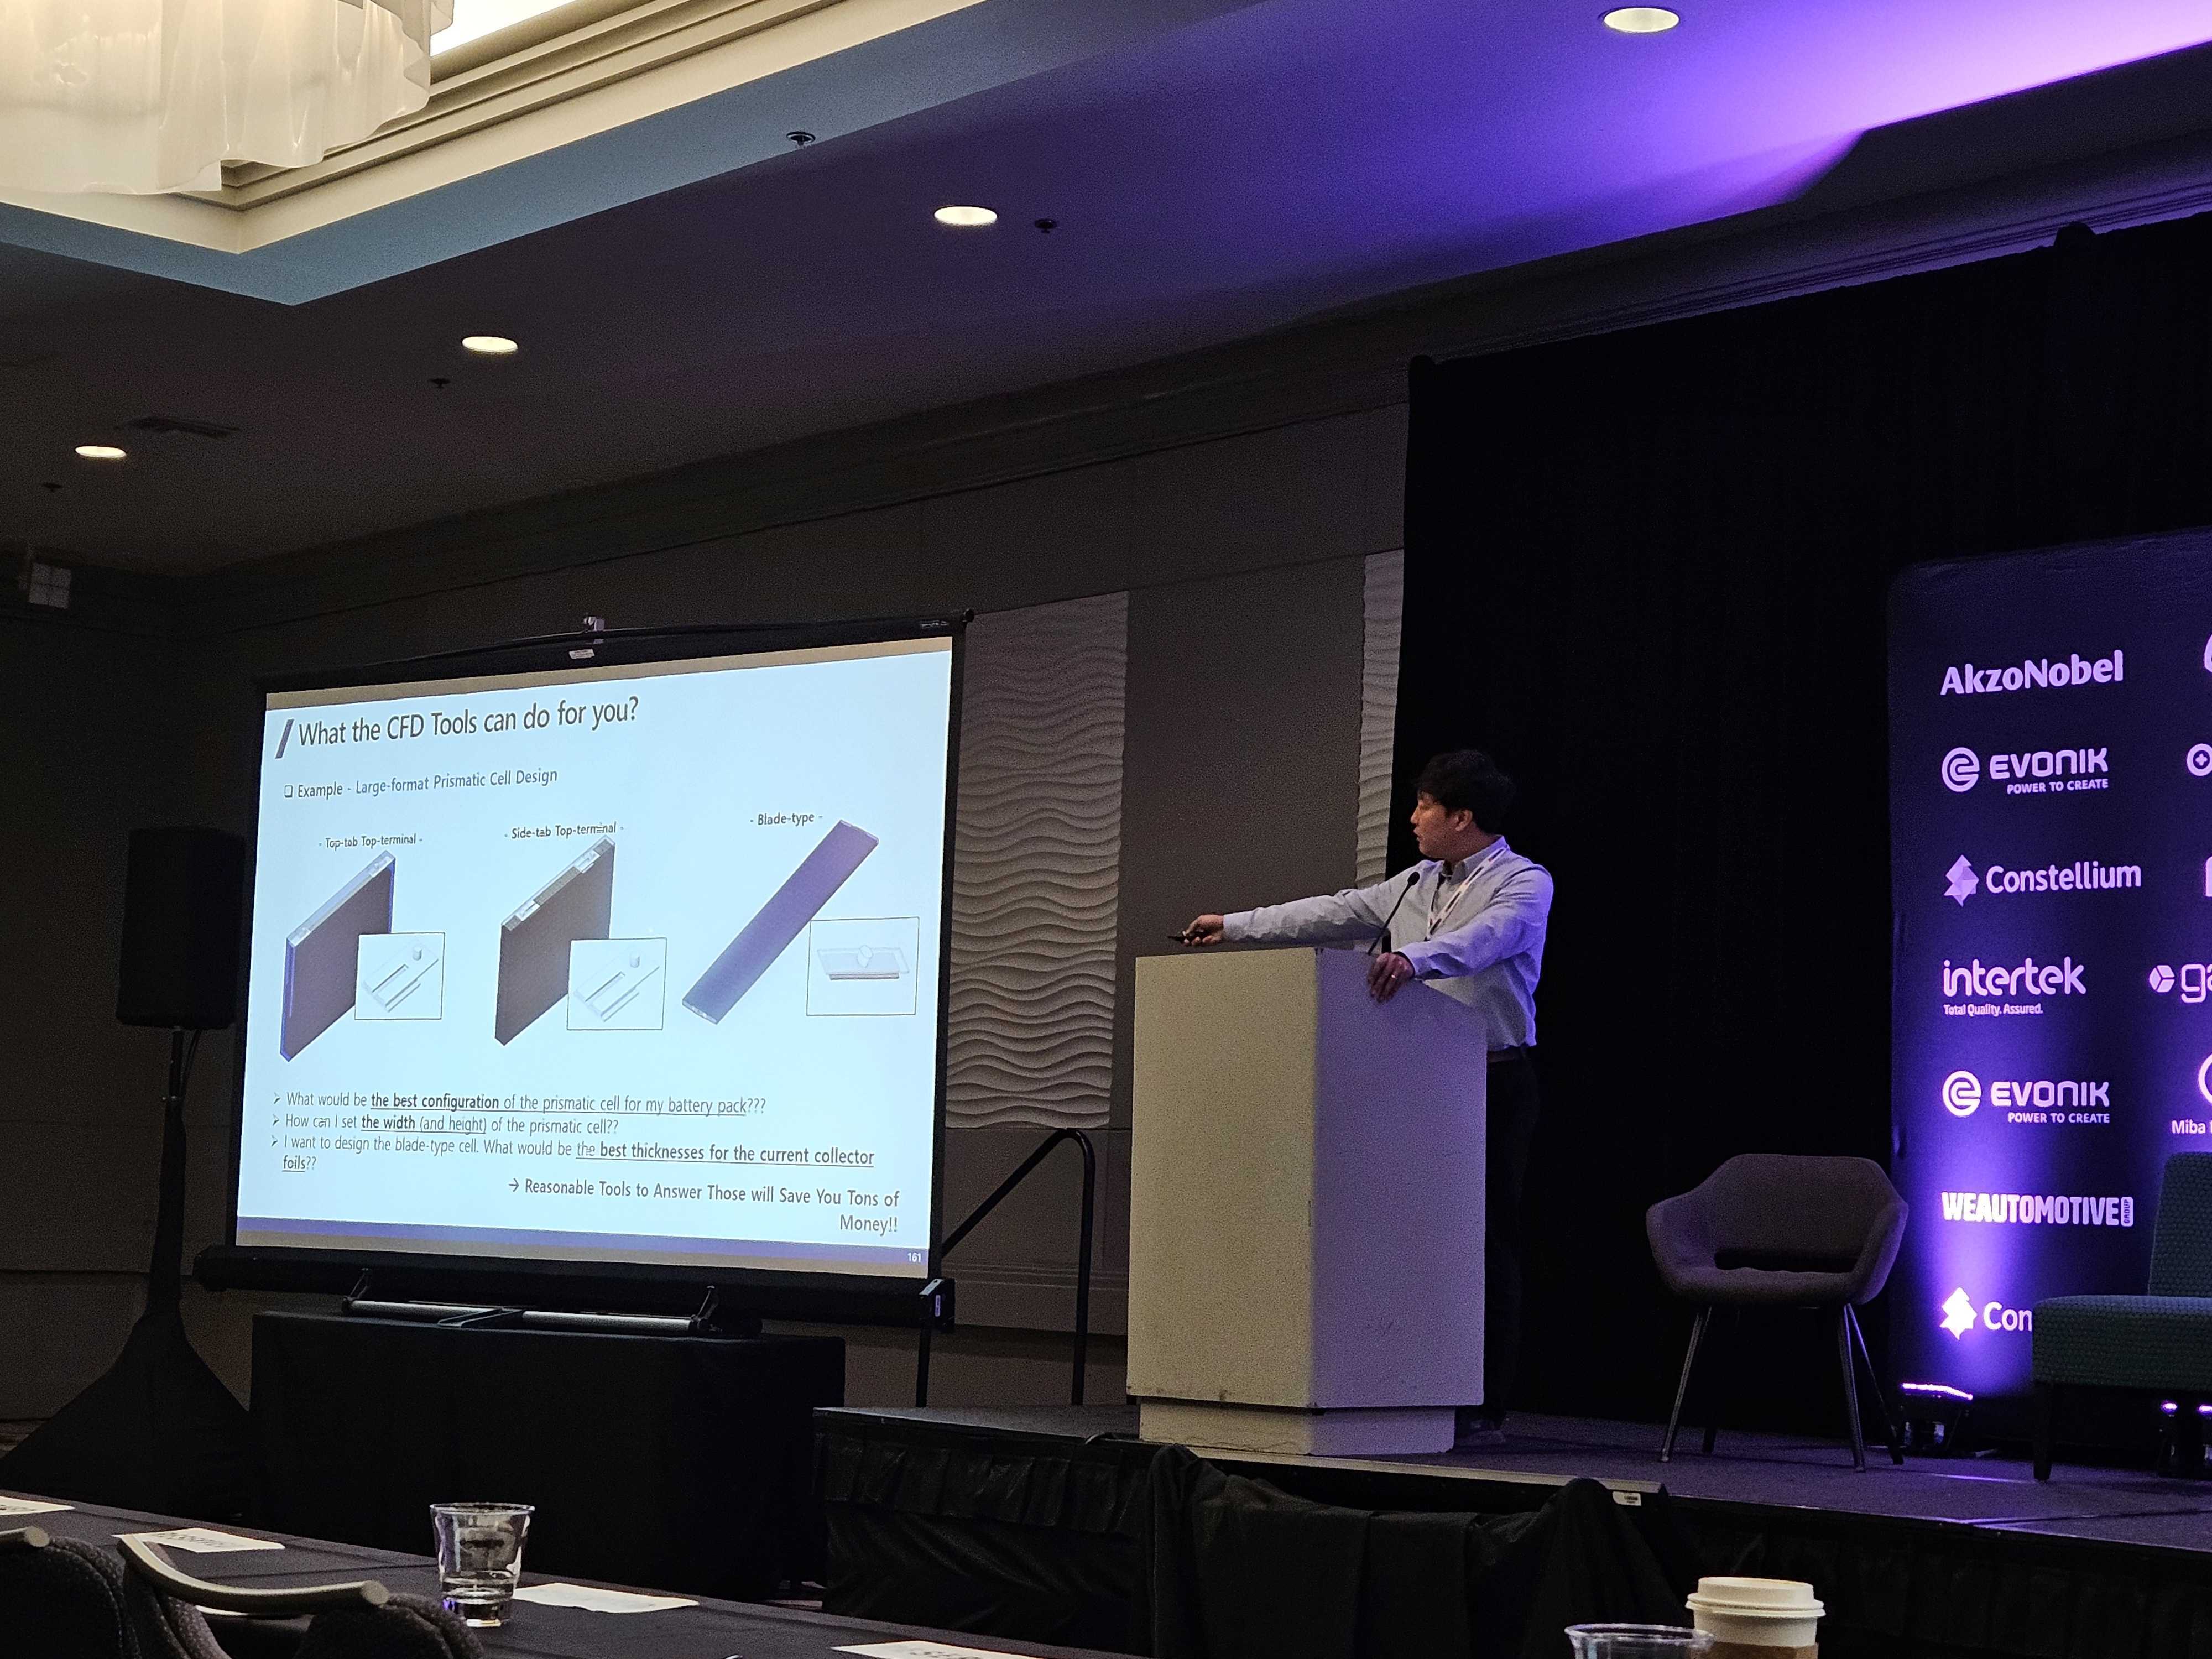 What the CFD Tools can do for you?
❑ Example - Large-format Prismatic Cell Design
- Top-tab Top-terminal -
- Side-tab Top-terminal -
- Blade-type -
➢ What would be the best configuration of the prismatic cell for my battery pack???
➢ How can I set the width (and height) of the prismatic cell??
➢ I want to design the blade-type cell. What would be the best thicknesses for the current collector
foils??
→ Reasonable Tools to Answer Those will Save You Tons of
Money!!
161
AkzoNobel
EVONIK
POWER TO CREATE
Constellium
intertek
Total Quality. Assured.
EVONIK
POWER TO CREATE
Miba
WEAUTOMOTIVE
GROUP
Con